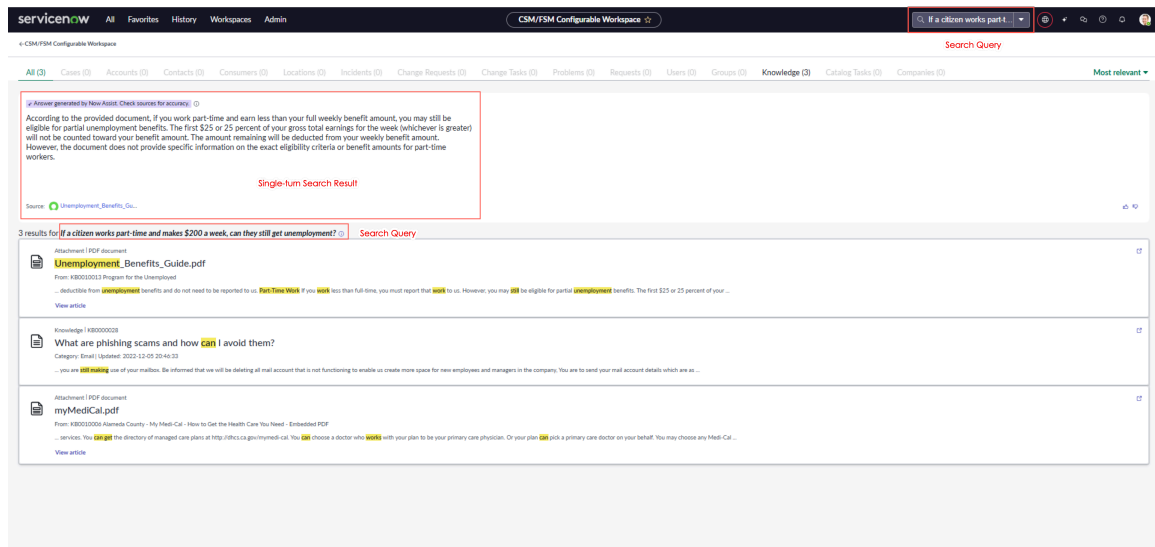 servicenow All Favorites History Workspaces Admin CSM/FSM Configurable Workspace ☆ If a citizen works part-t...
Search Query
CSM/FSM Configurable Workspace
All (3) Cases (0) Accounts (0) Contacts (0) Consumers (0) Locations (0) Incidents (0) Change Requests (0) Change Tasks (0) Problems (0) Requests (0) Users (0) Groups (0) Knowledge (3) Catalog Tasks (0) Companies (0) Most relevant
Answer generated by Now Assist. Check sources for accuracy.
According to the provided document, if you work part-time and earn less than your full weekly benefit amount, you may still be
eligible for partial unemployment benefits. The first $25 or 25 percent of your gross total earnings for the week (whichever is greater)
will not be counted toward your benefit amount. The amount remaining will be deducted from your weekly benefit amount.
However, the document does not provide specific information on the exact eligibility criteria or benefit amounts for part-time
workers.
Single-turn Search Result
Source: Unemployment_Benefits_Gu...
3 results for If a citizen works part-time and makes $200 a week, can they still get unemployment? Search Query
Attachment | PDF document
Unemployment_Benefits_Guide.pdf
From: KB0010013 Program for the Unemployed
... deductible from unemployment benefits and do not need to be reported to us. Part-Time Work If you work less than full-time, you must report that work to us. However, you may still be eligible for partial unemployment benefits. The first $25 or 25 percent of your ...
View article
Knowledge | KB0000028
What are phishing scams and how can I avoid them?
Category: Email | Updated: 2022-12-05 20:46:33
... you are still making use of your mailbox. Be informed that we will be deleting all mail account that is not functioning to enable us create more space for new employees and managers in the company. You are to send your mail account details which are as ...
Attachment | PDF document
myMediCal.pdf
From: KB0010006 Alameda County - My Medi-Cal - How to Get the Health Care You Need - Embedded PDF
... services. You can get the directory of managed care plans at http://dhcs.ca.gov/mymedi-cal. You can choose a doctor who works with your plan to be your primary care physician. Or your plan can pick a primary care doctor on your behalf. You may choose any Medi-Cal ...
View article